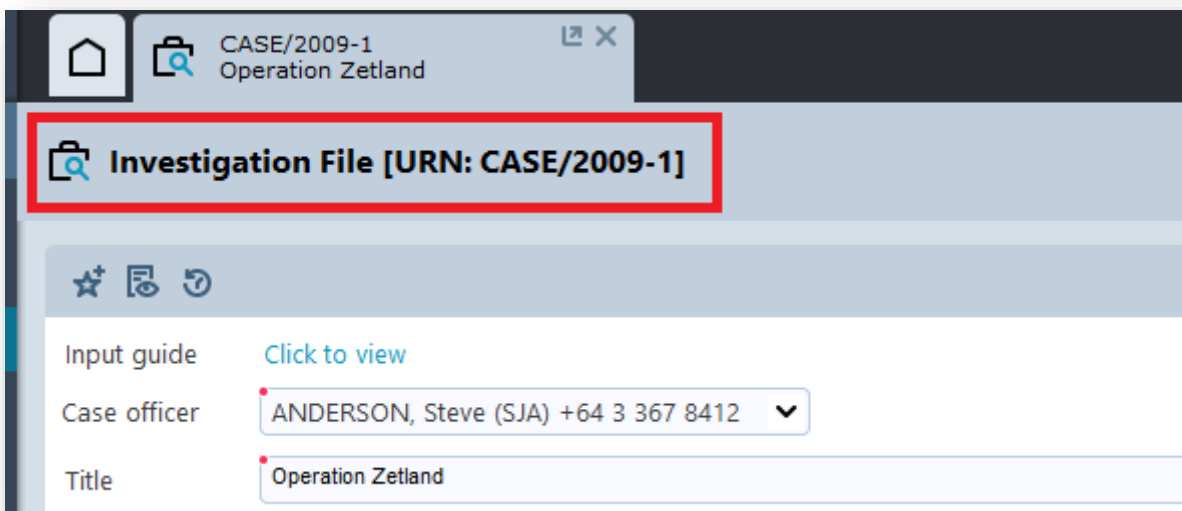 CASE/2009-1
Operation Zetland
Investigation File [URN: CASE/2009-1]
Input guide Click to view
Case officer ANDERSON, Steve (SJA) +64 3 367 8412
Title Operation Zetland